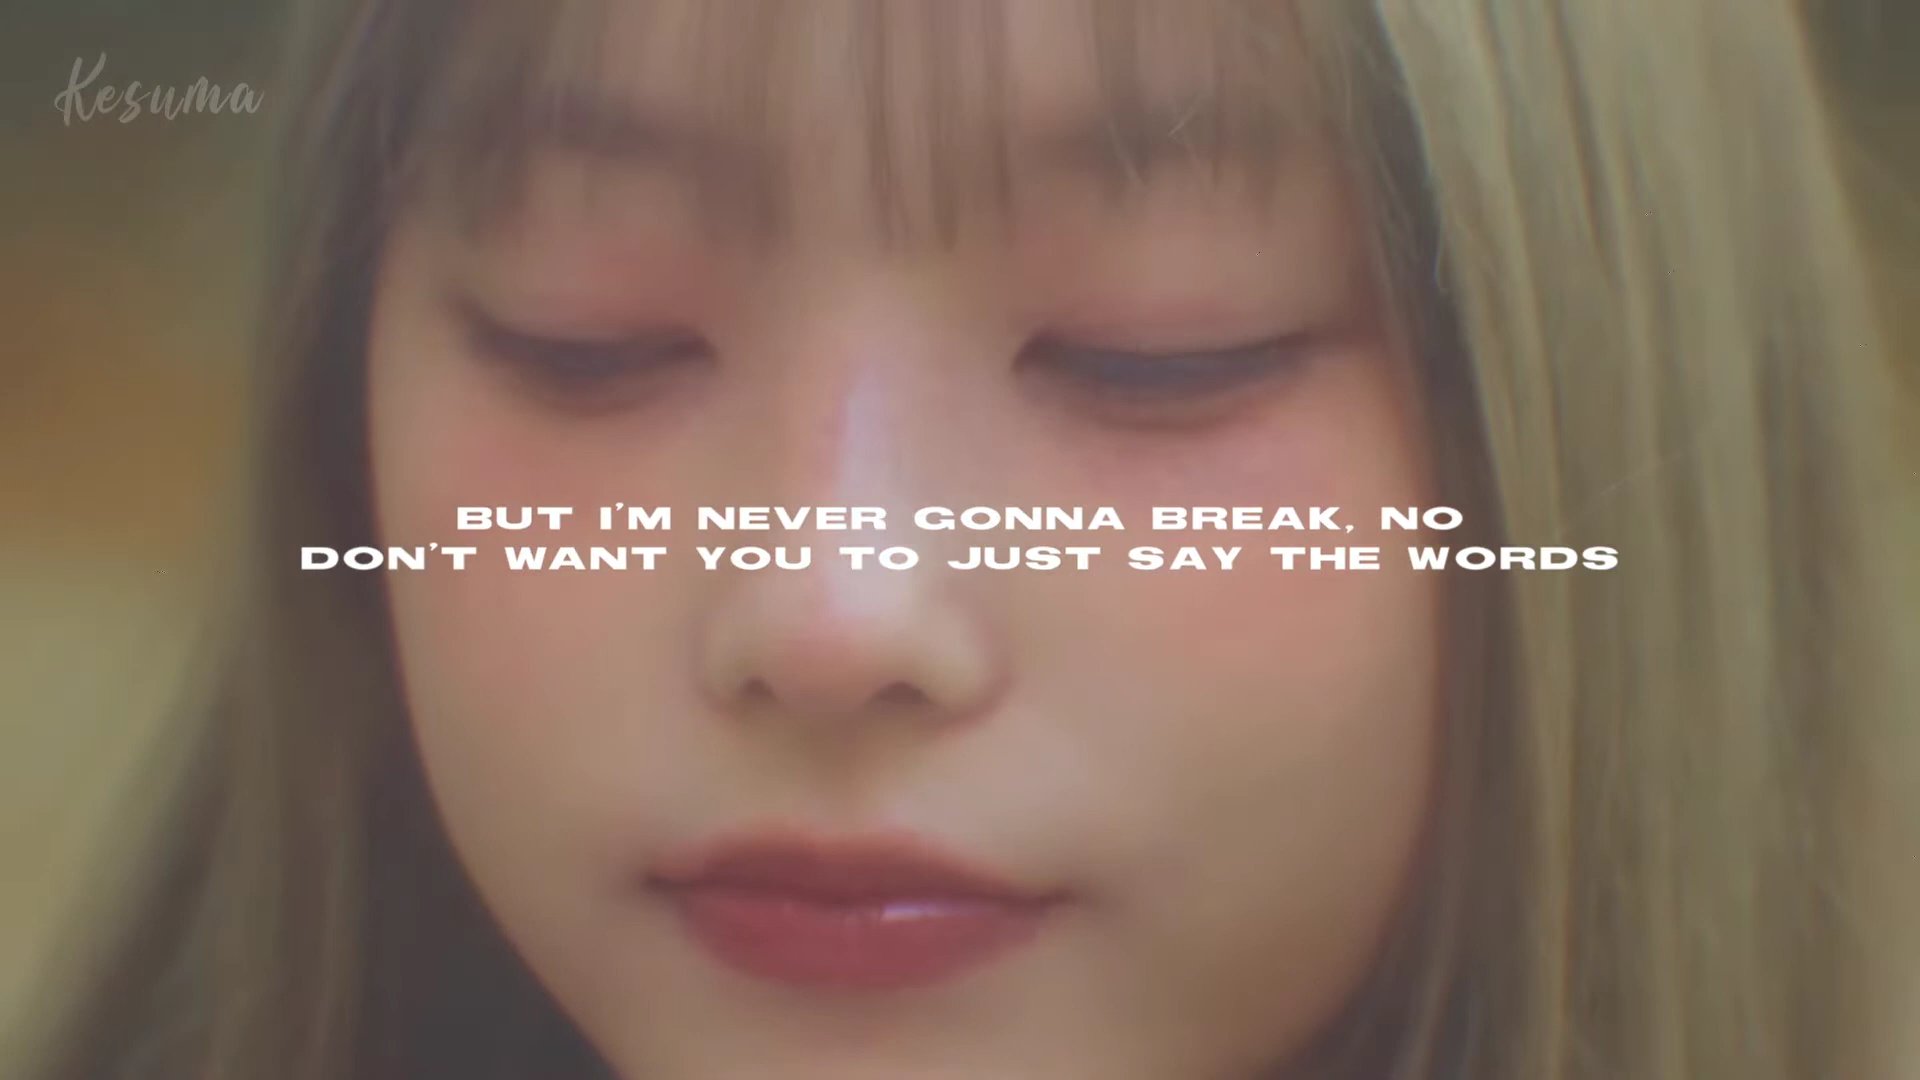 Kesuma
BUT I'M NEVER GONNA BREAK, NO
DON'T WANT YOU TO JUST SAY THE WORDS